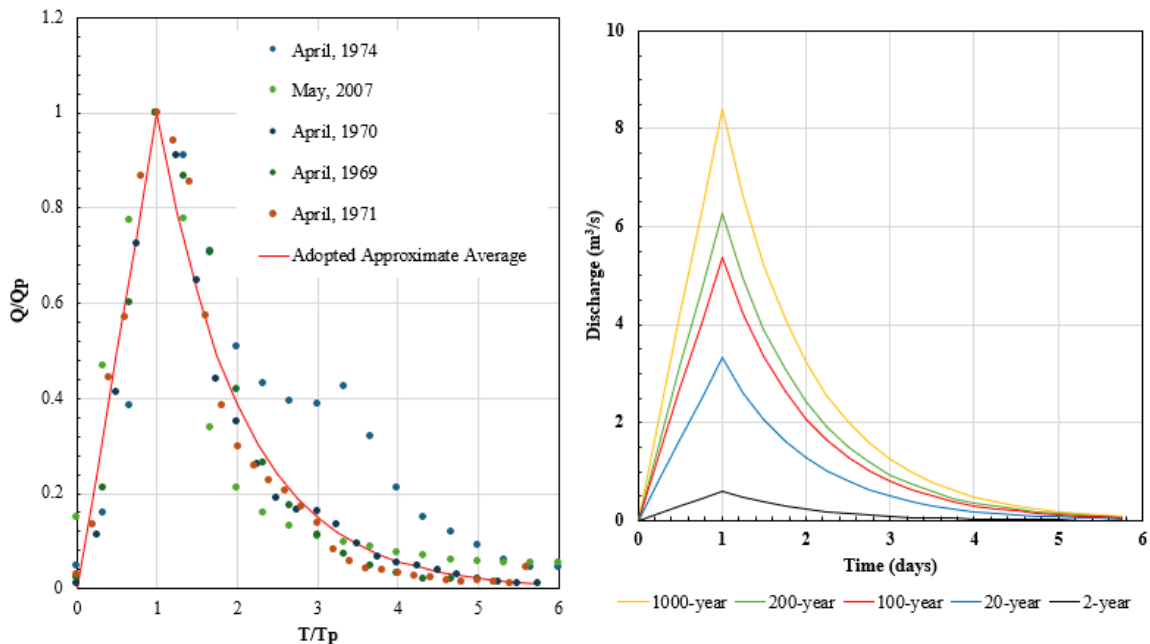 1.2
1
0.8
0.6
0.4
0.2
0
Q/Qp
0 1 2 3 4 5 6
T/Tp
April, 1974
May, 2007
April, 1970
April, 1969
April, 1971
Adopted Approximate Average
10
8
6
4
2
0
Discharge (m³/s)
0 1 2 3 4 5 6
Time (days)
1000-year 200-year 100-year 20-year 2-year